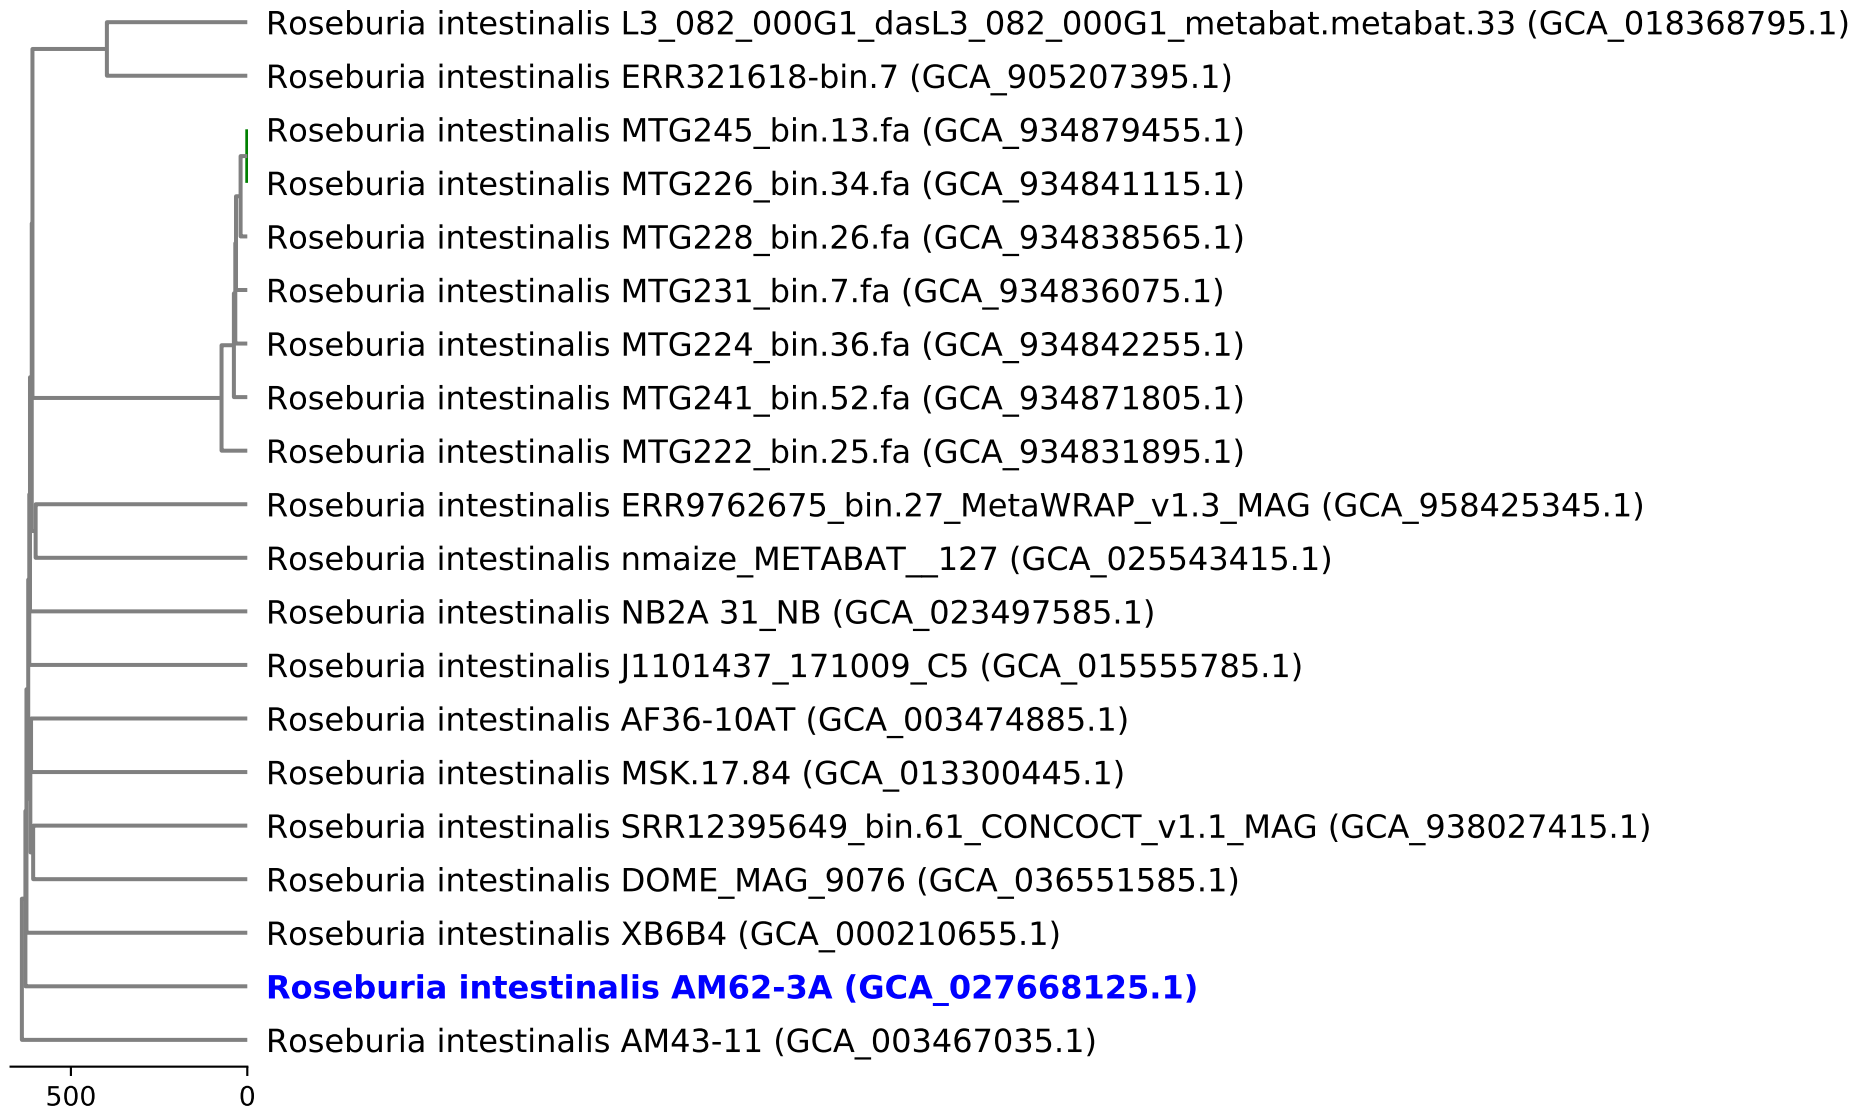 Roseburia intestinalis L3_082_000G1_dasL3_082_000G1_metabat.metabat.33 (GCA_018368795.1)
Roseburia intestinalis ERR321618-bin.7 (GCA_905207395.1)
Roseburia intestinalis MTG245_bin.13.fa (GCA_934879455.1)
Roseburia intestinalis MTG226_bin.34.fa (GCA_934841115.1)
Roseburia intestinalis MTG228_bin.26.fa (GCA_934838565.1)
Roseburia intestinalis MTG231_bin.7.fa (GCA_934836075.1)
Roseburia intestinalis MTG224_bin.36.fa (GCA_934842255.1)
Roseburia intestinalis MTG241_bin.52.fa (GCA_934871805.1)
Roseburia intestinalis MTG222_bin.25.fa (GCA_934831895.1)
Roseburia intestinalis ERR9762675_bin.27_MetaWRAP_v1.3_MAG (GCA_958425345.1)
Roseburia intestinalis nmaize_METABAT__127 (GCA_025543415.1)
Roseburia intestinalis NB2A 31_NB (GCA_023497585.1)
Roseburia intestinalis J1101437_171009_C5 (GCA_015555785.1)
Roseburia intestinalis AF36-10AT (GCA_003474885.1)
Roseburia intestinalis MSK.17.84 (GCA_013300445.1)
Roseburia intestinalis SRR12395649_bin.61_CONCOCT_v1.1_MAG (GCA_938027415.1)
Roseburia intestinalis DOME_MAG_9076 (GCA_036551585.1)
Roseburia intestinalis XB6B4 (GCA_000210655.1)
Roseburia intestinalis AM62-3A (GCA_027668125.1)
Roseburia intestinalis AM43-11 (GCA_003467035.1)
500 0